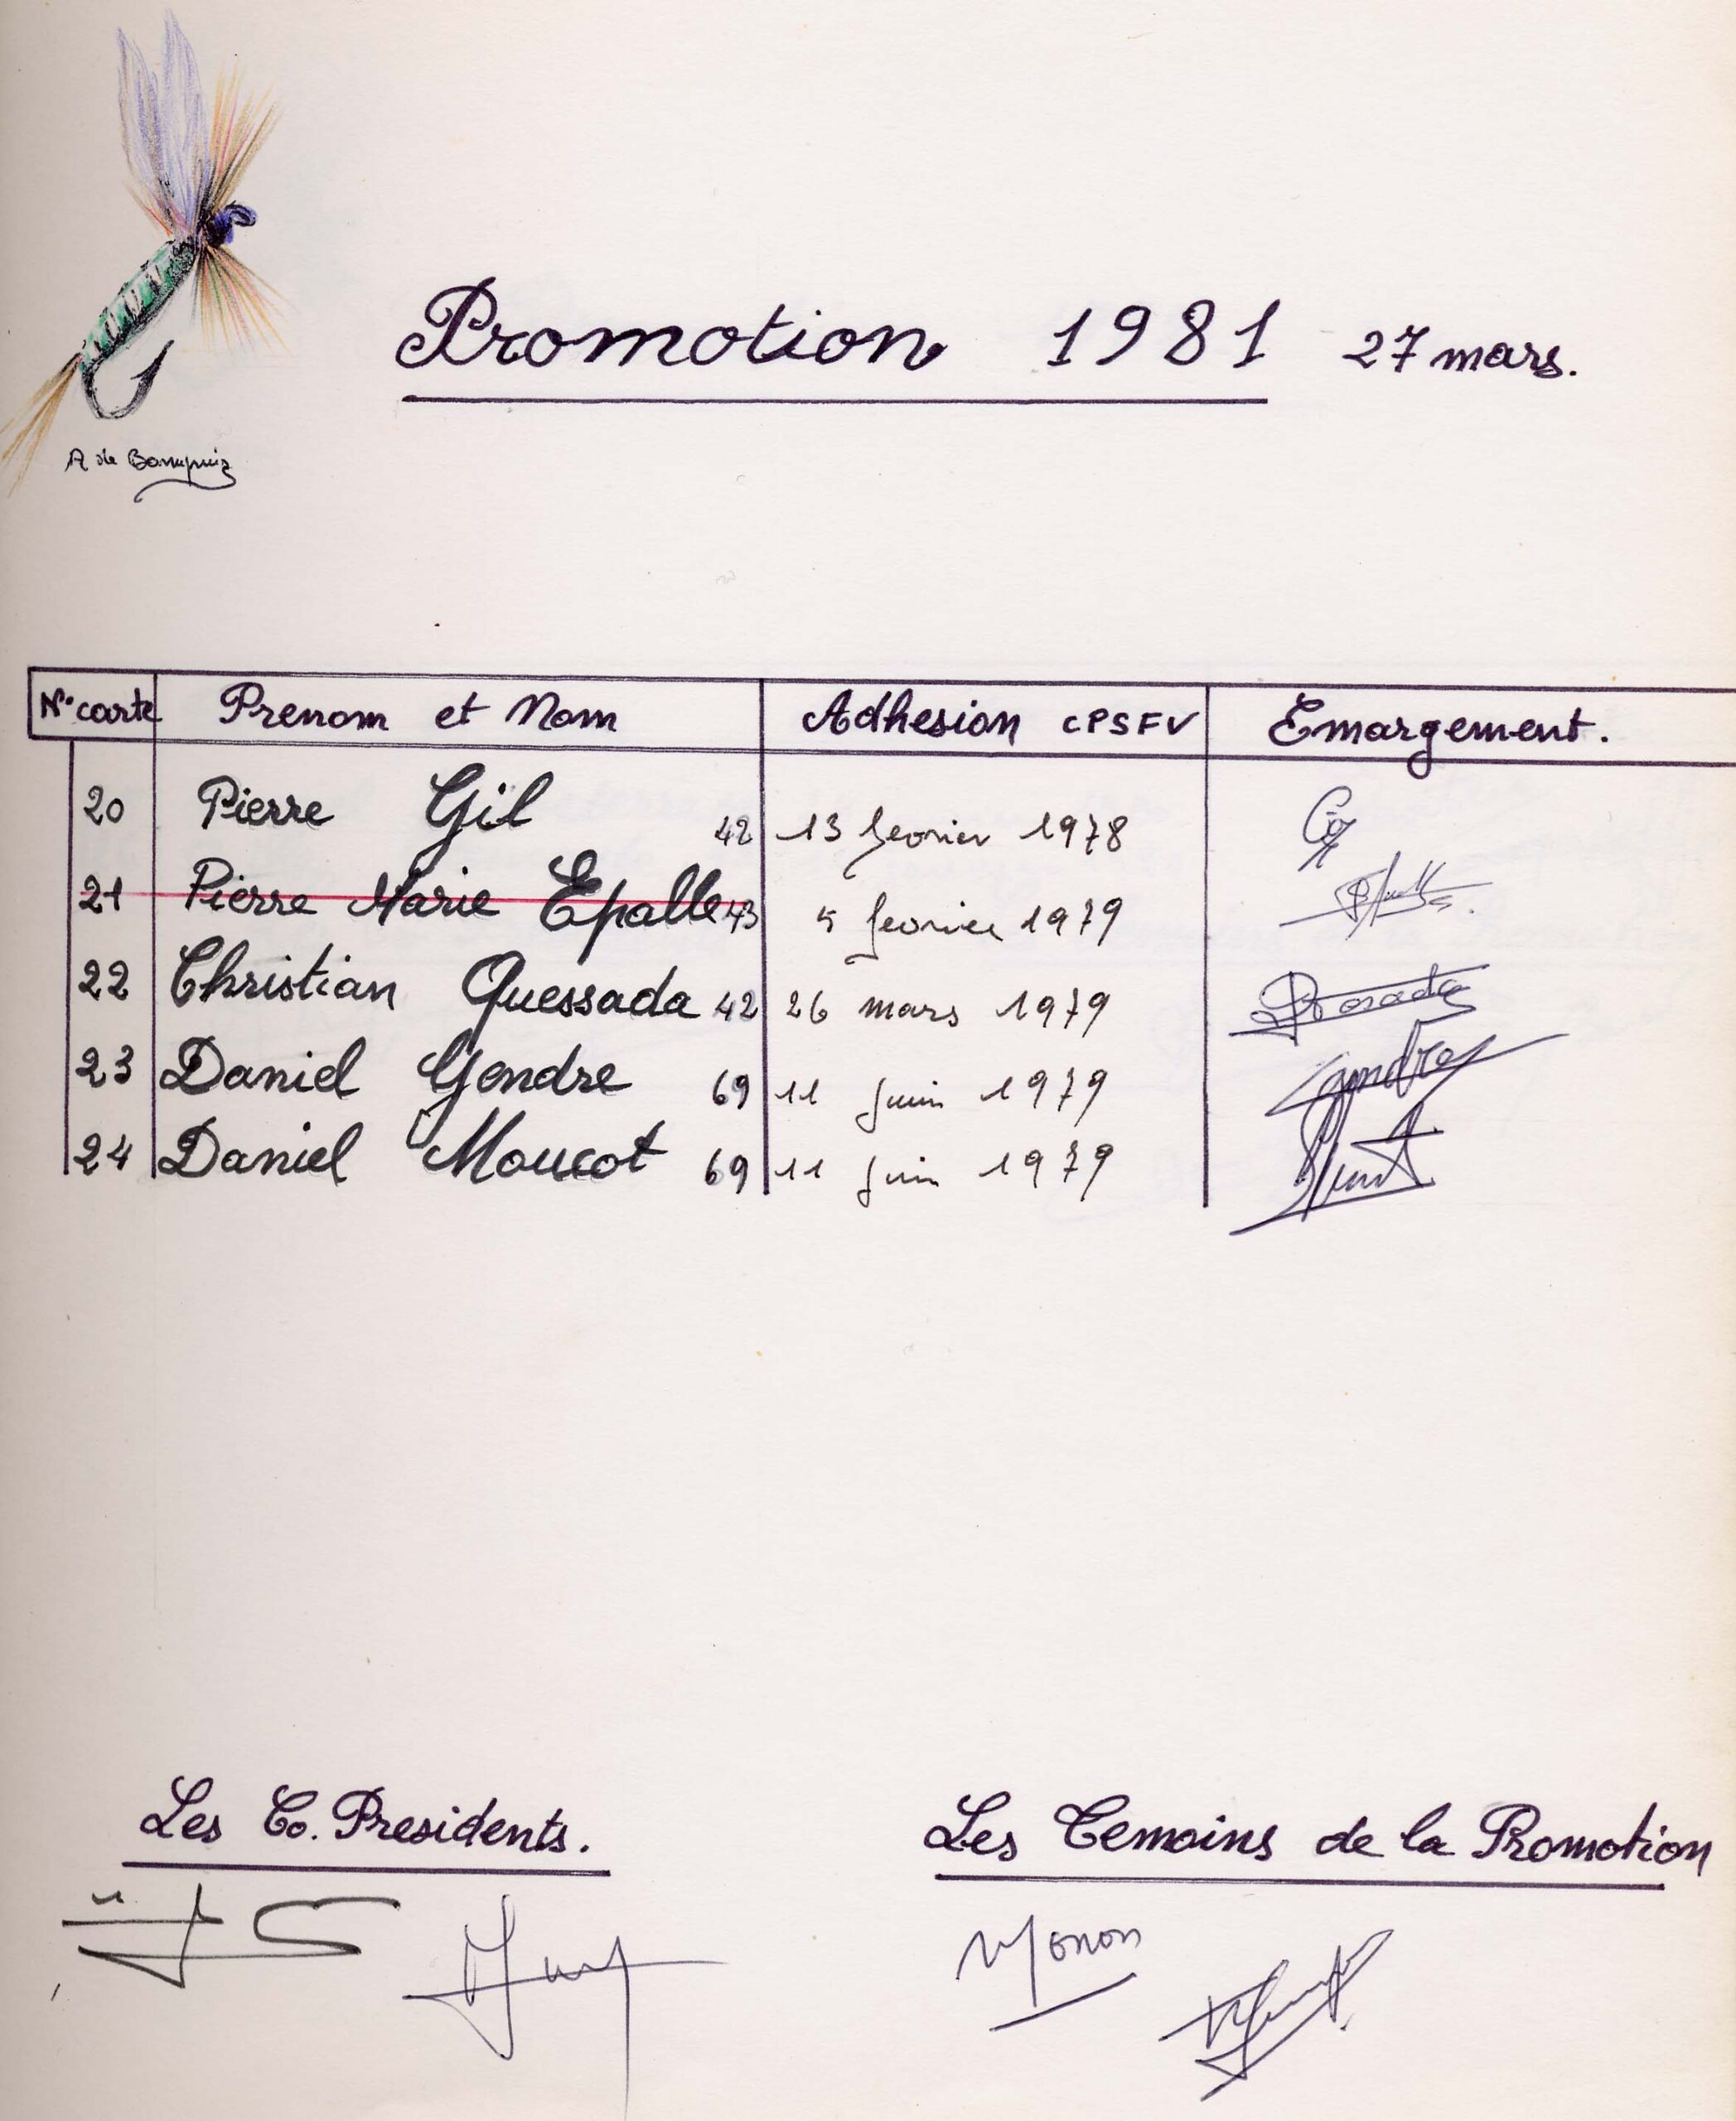 Promotion 1981 27 mars.
A de
N° carte Prenom et Nom Adhesion CPSFV Emargement.
20 Pierre Gil 42 13 fevrier 1978
21 Pierre Marie Epalle 43 5 fevrier 1979
22 Christian Quessada 42 26 mars 1979
23 Daniel Gendre 69 11 juin 1979 Gendre
24 Daniel Moucot 69 11 juin 1979
Les Co. Presidents. Les Temoins de la Promotion